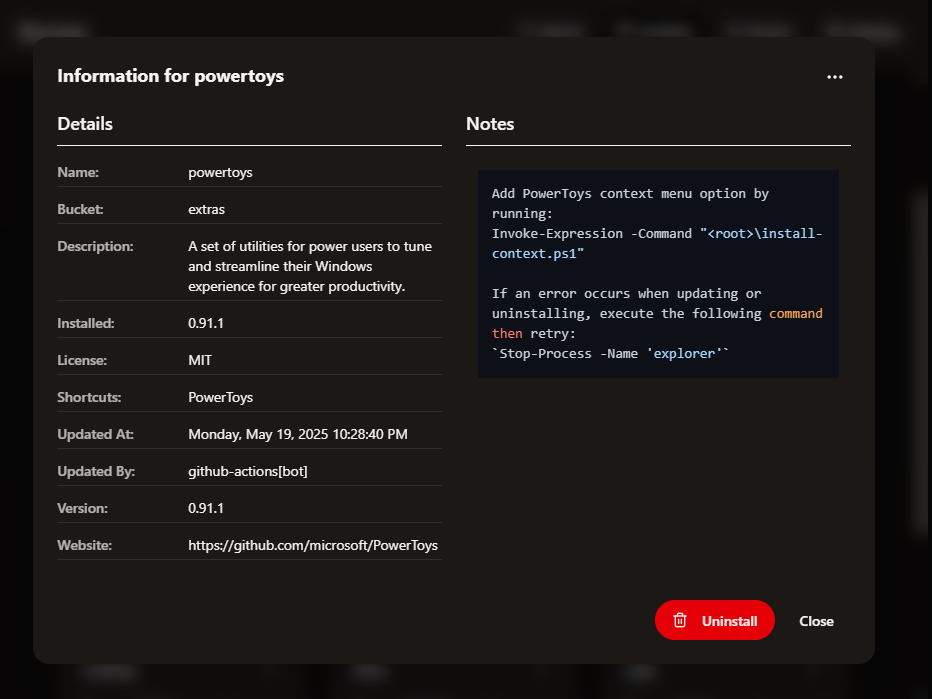 Information for powertoys
...
Details
Name: powertoys
Bucket: extras
Description: A set of utilities for power users to tune
and streamline their Windows
experience for greater productivity.
Installed: 0.91.1
License: MIT
Shortcuts: PowerToys
Updated At: Monday, May 19, 2025 10:28:40 PM
Updated By: github-actions[bot]
Version: 0.91.1
Website: https://github.com/microsoft/PowerToys
Notes
Add PowerToys context menu option by
running:
Invoke-Expression -Command "<root>\install-
context.ps1"
If an error occurs when updating or
uninstalling, execute the following command
then retry:
`Stop-Process -Name 'explorer'`
Uninstall
Close